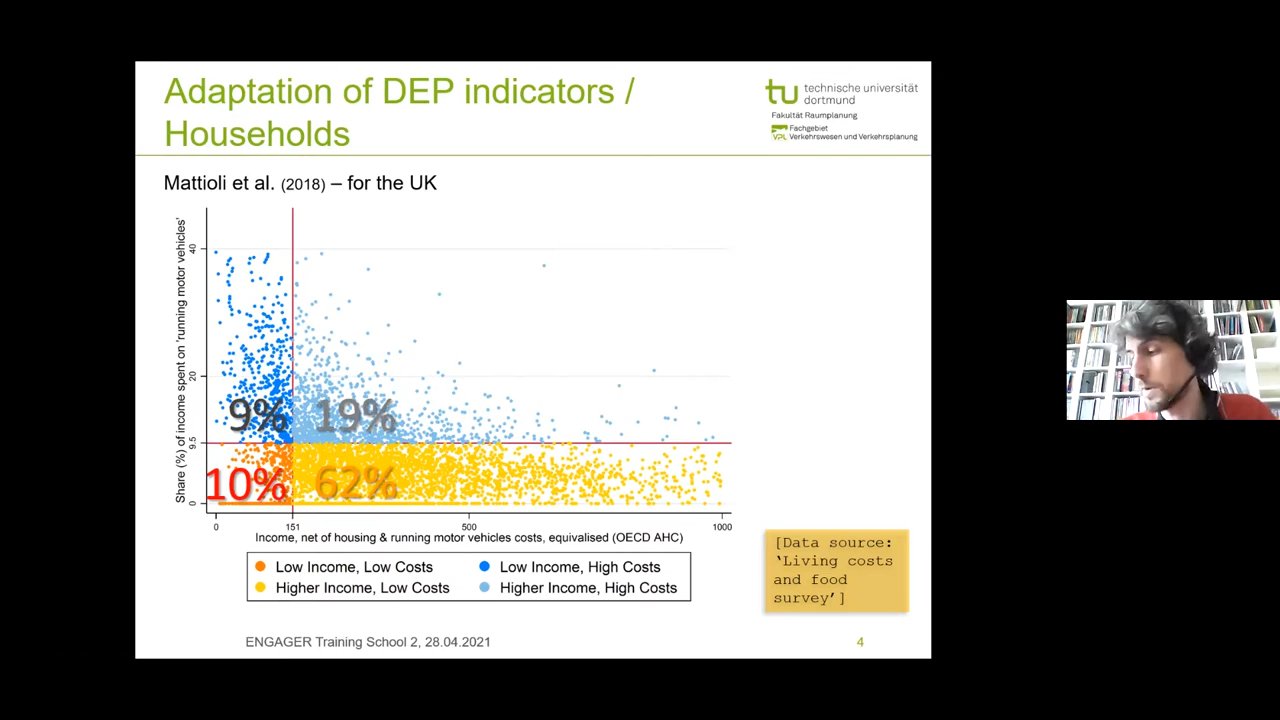 Adaptation of DEP indicators /
Households
tu technische universität
dortmund
Fakultät Raumplanung
Fachgebiet
VPL Verkehrswesen und Verkehrsplanung
Mattioli et al. (2018) – for the UK
Share (%) of income spent on 'running motor vehicles'
40
20
9.5
0
9% 19%
10% 62%
0 151 500 1000
Income, net of housing & running motor vehicles costs, equivalised (OECD AHC)
Low Income, Low Costs Low Income, High Costs
Higher Income, Low Costs Higher Income, High Costs
[Data source:
‘Living costs
and food
survey’]
ENGAGER Training School 2, 28.04.2021 4